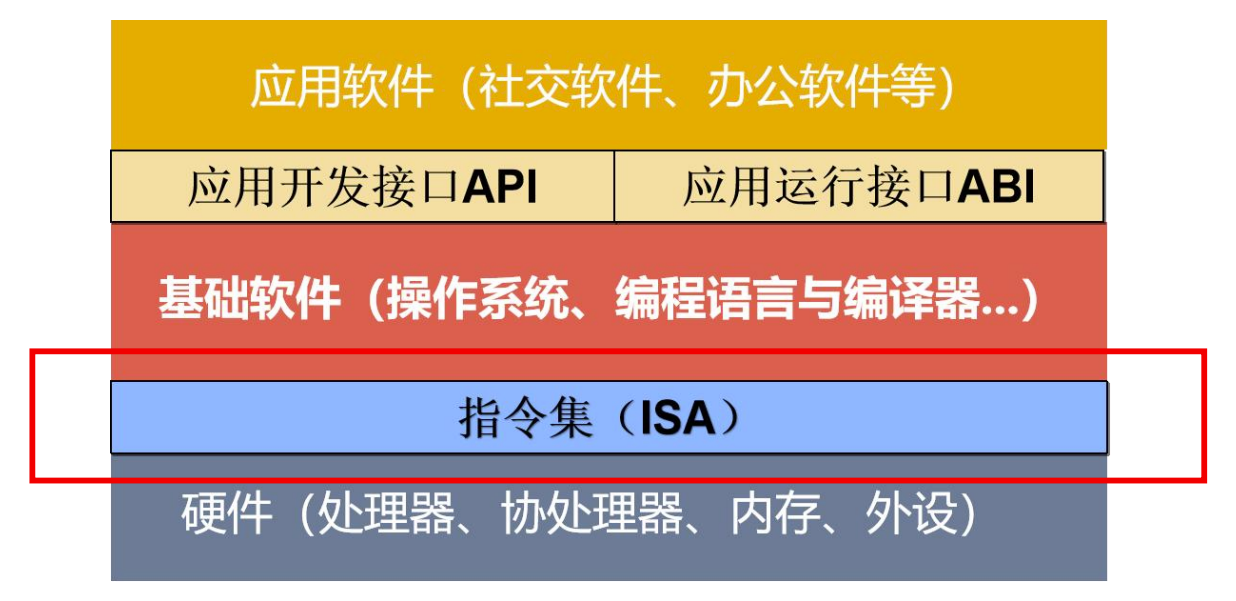 应用软件（社交软件、办公软件等）
应用开发接口API 应用运行接口ABI
基础软件（操作系统、编程语言与编译器...）
指令集（ISA）
硬件（处理器、协处理器、内存、外设）